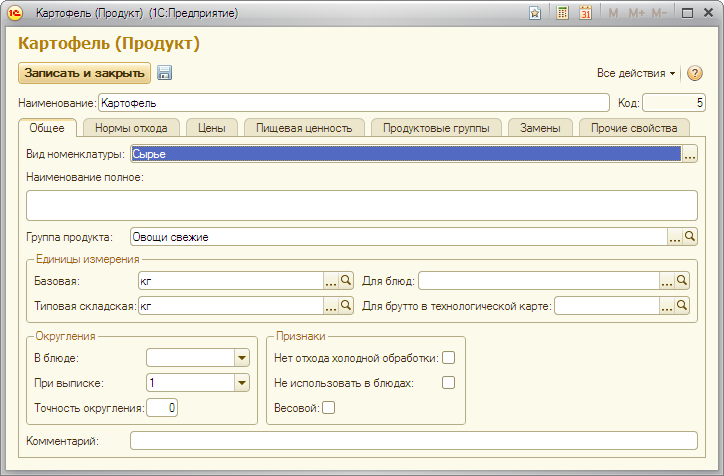 Картофель (Продукт) (1С:Предприятие)
M M+ M-
Картофель (Продукт)
Записать и закрыть
Все действия
?
Наименование: Картофель Код: 5
Общее Нормы отхода Цены Пищевая ценность Продуктовые группы Замены Прочие свойства
Вид номенклатуры: Сырье ...
Наименование полное:
Группа продукта: Овощи свежие ...
Единицы измерения
Базовая: кг ... Для блюд: ...
Типовая складская: кг ... Для брутто в технологической карте: ...
Округления Признаки
В блюде: Нет отхода холодной обработки:
При выписке: 1 Не использовать в блюдах:
Точность округления: 0 Весовой:
Комментарий: